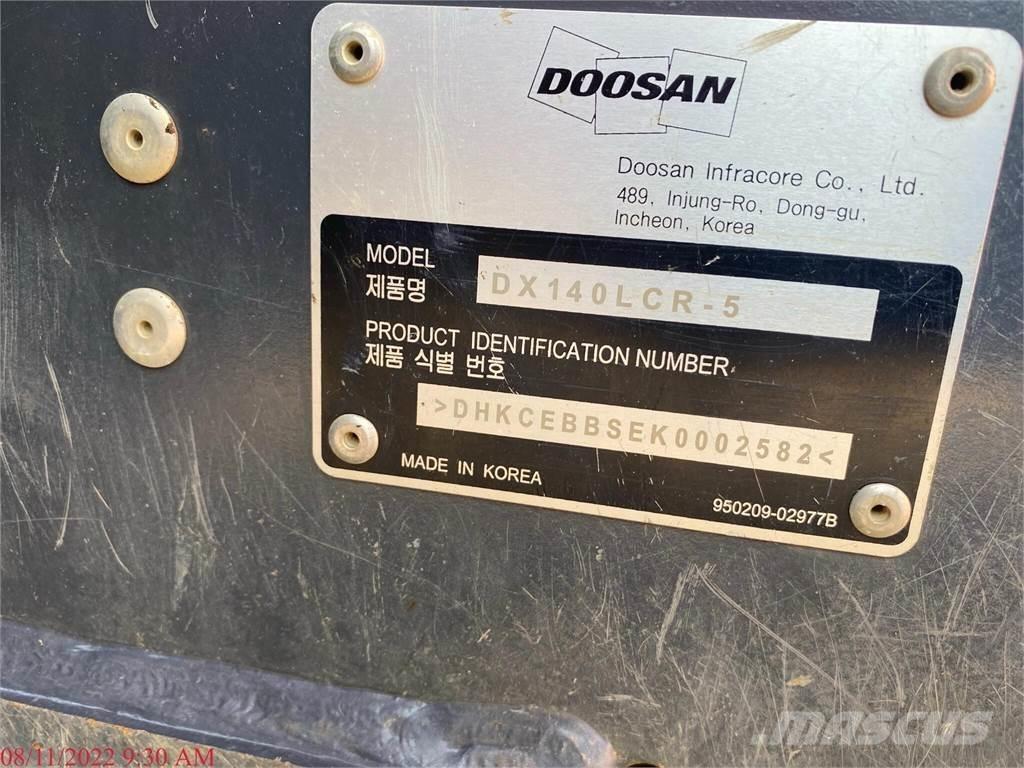 DOOSAN
Doosan Infracore Co., Ltd.
489, Injung-Ro, Dong-gu,
Incheon, Korea
MODEL
제품명
DX140LCR-5
PRODUCT IDENTIFICATION NUMBER
제품 식별 번호
>DHKCEBBSEK0002582<
MADE IN KOREA
950209-02977B
MASCUS
08/11/2022 9:30 AM